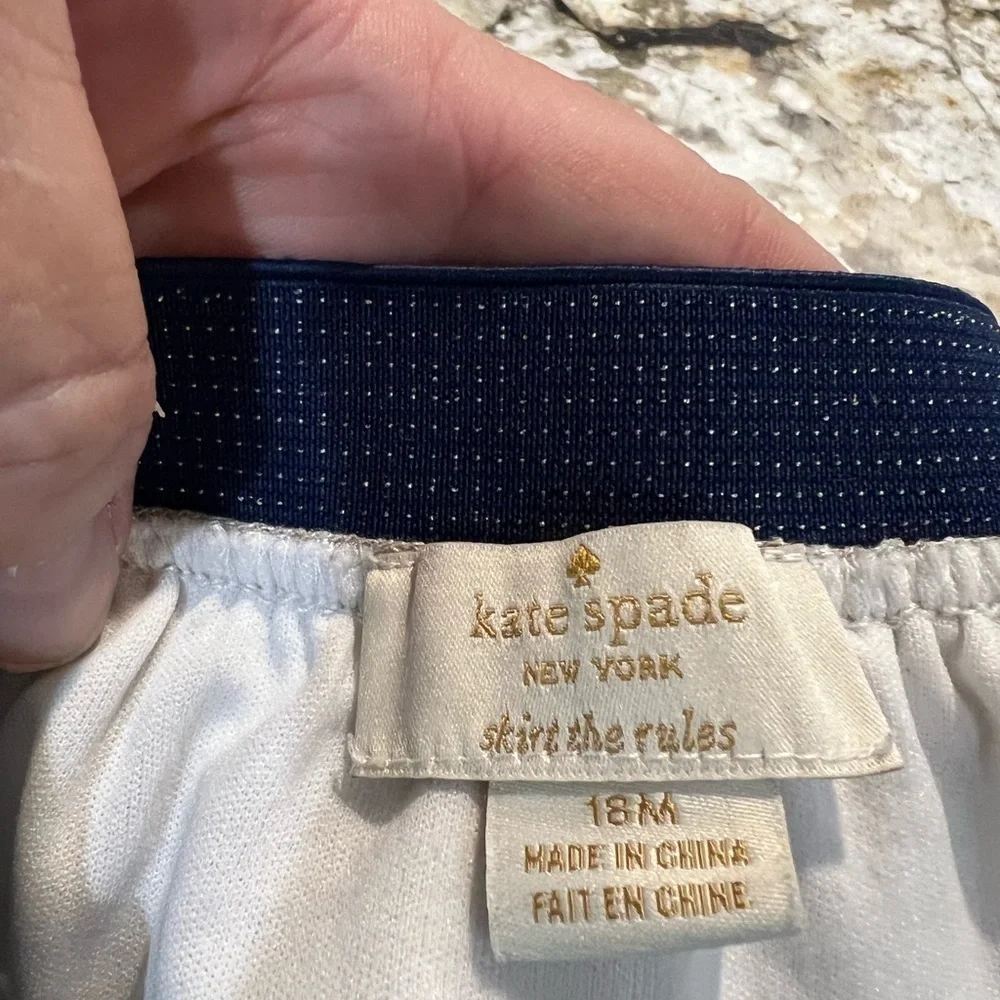 kate spade
NEW YORK
skirt the rules
18M
MADE IN CHINA
FAIT EN CHINE